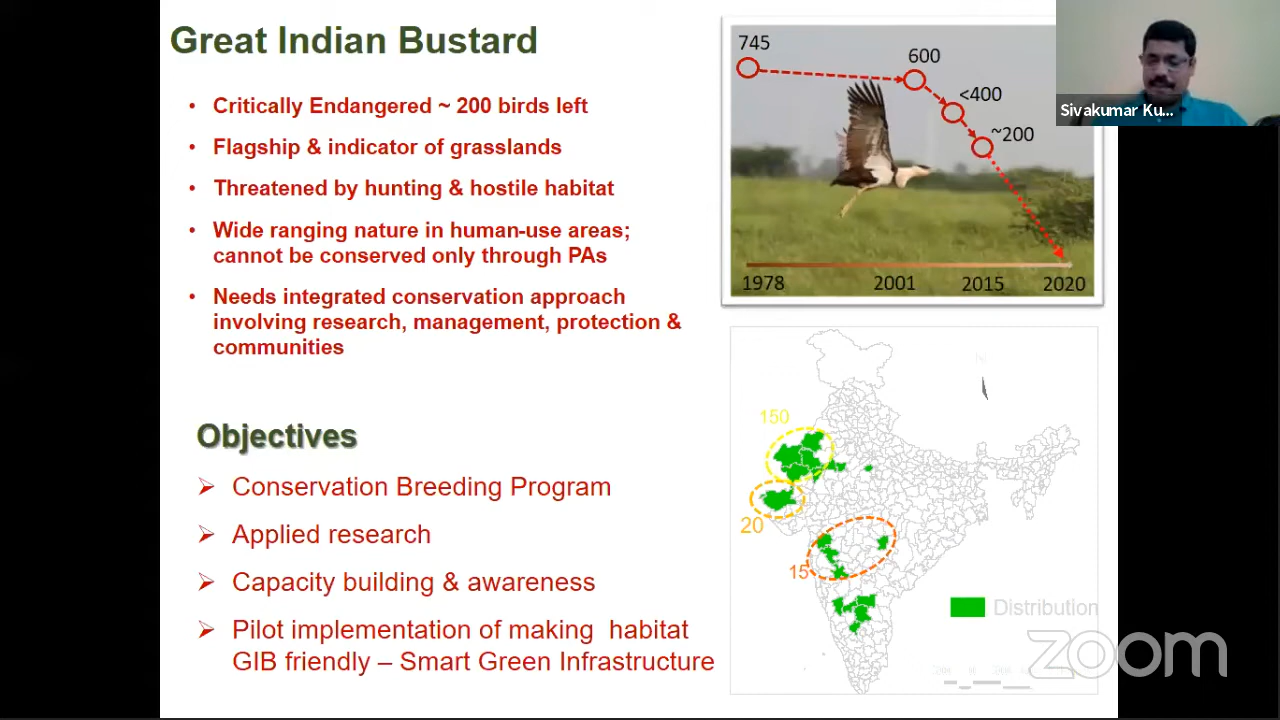 Great Indian Bustard
• Critically Endangered ~ 200 birds left
• Flagship & indicator of grasslands
• Threatened by hunting & hostile habitat
• Wide ranging nature in human-use areas;
cannot be conserved only through PAs
• Needs integrated conservation approach
involving research, management, protection &
communities
Objectives
➢ Conservation Breeding Program
➢ Applied research
➢ Capacity building & awareness
➢ Pilot implementation of making habitat
GIB friendly – Smart Green Infrastructure
745
600
<400
~200
1978 2001 2015 2020
Sivakumar Ku...
N
150
20
15
Distribution
zoom